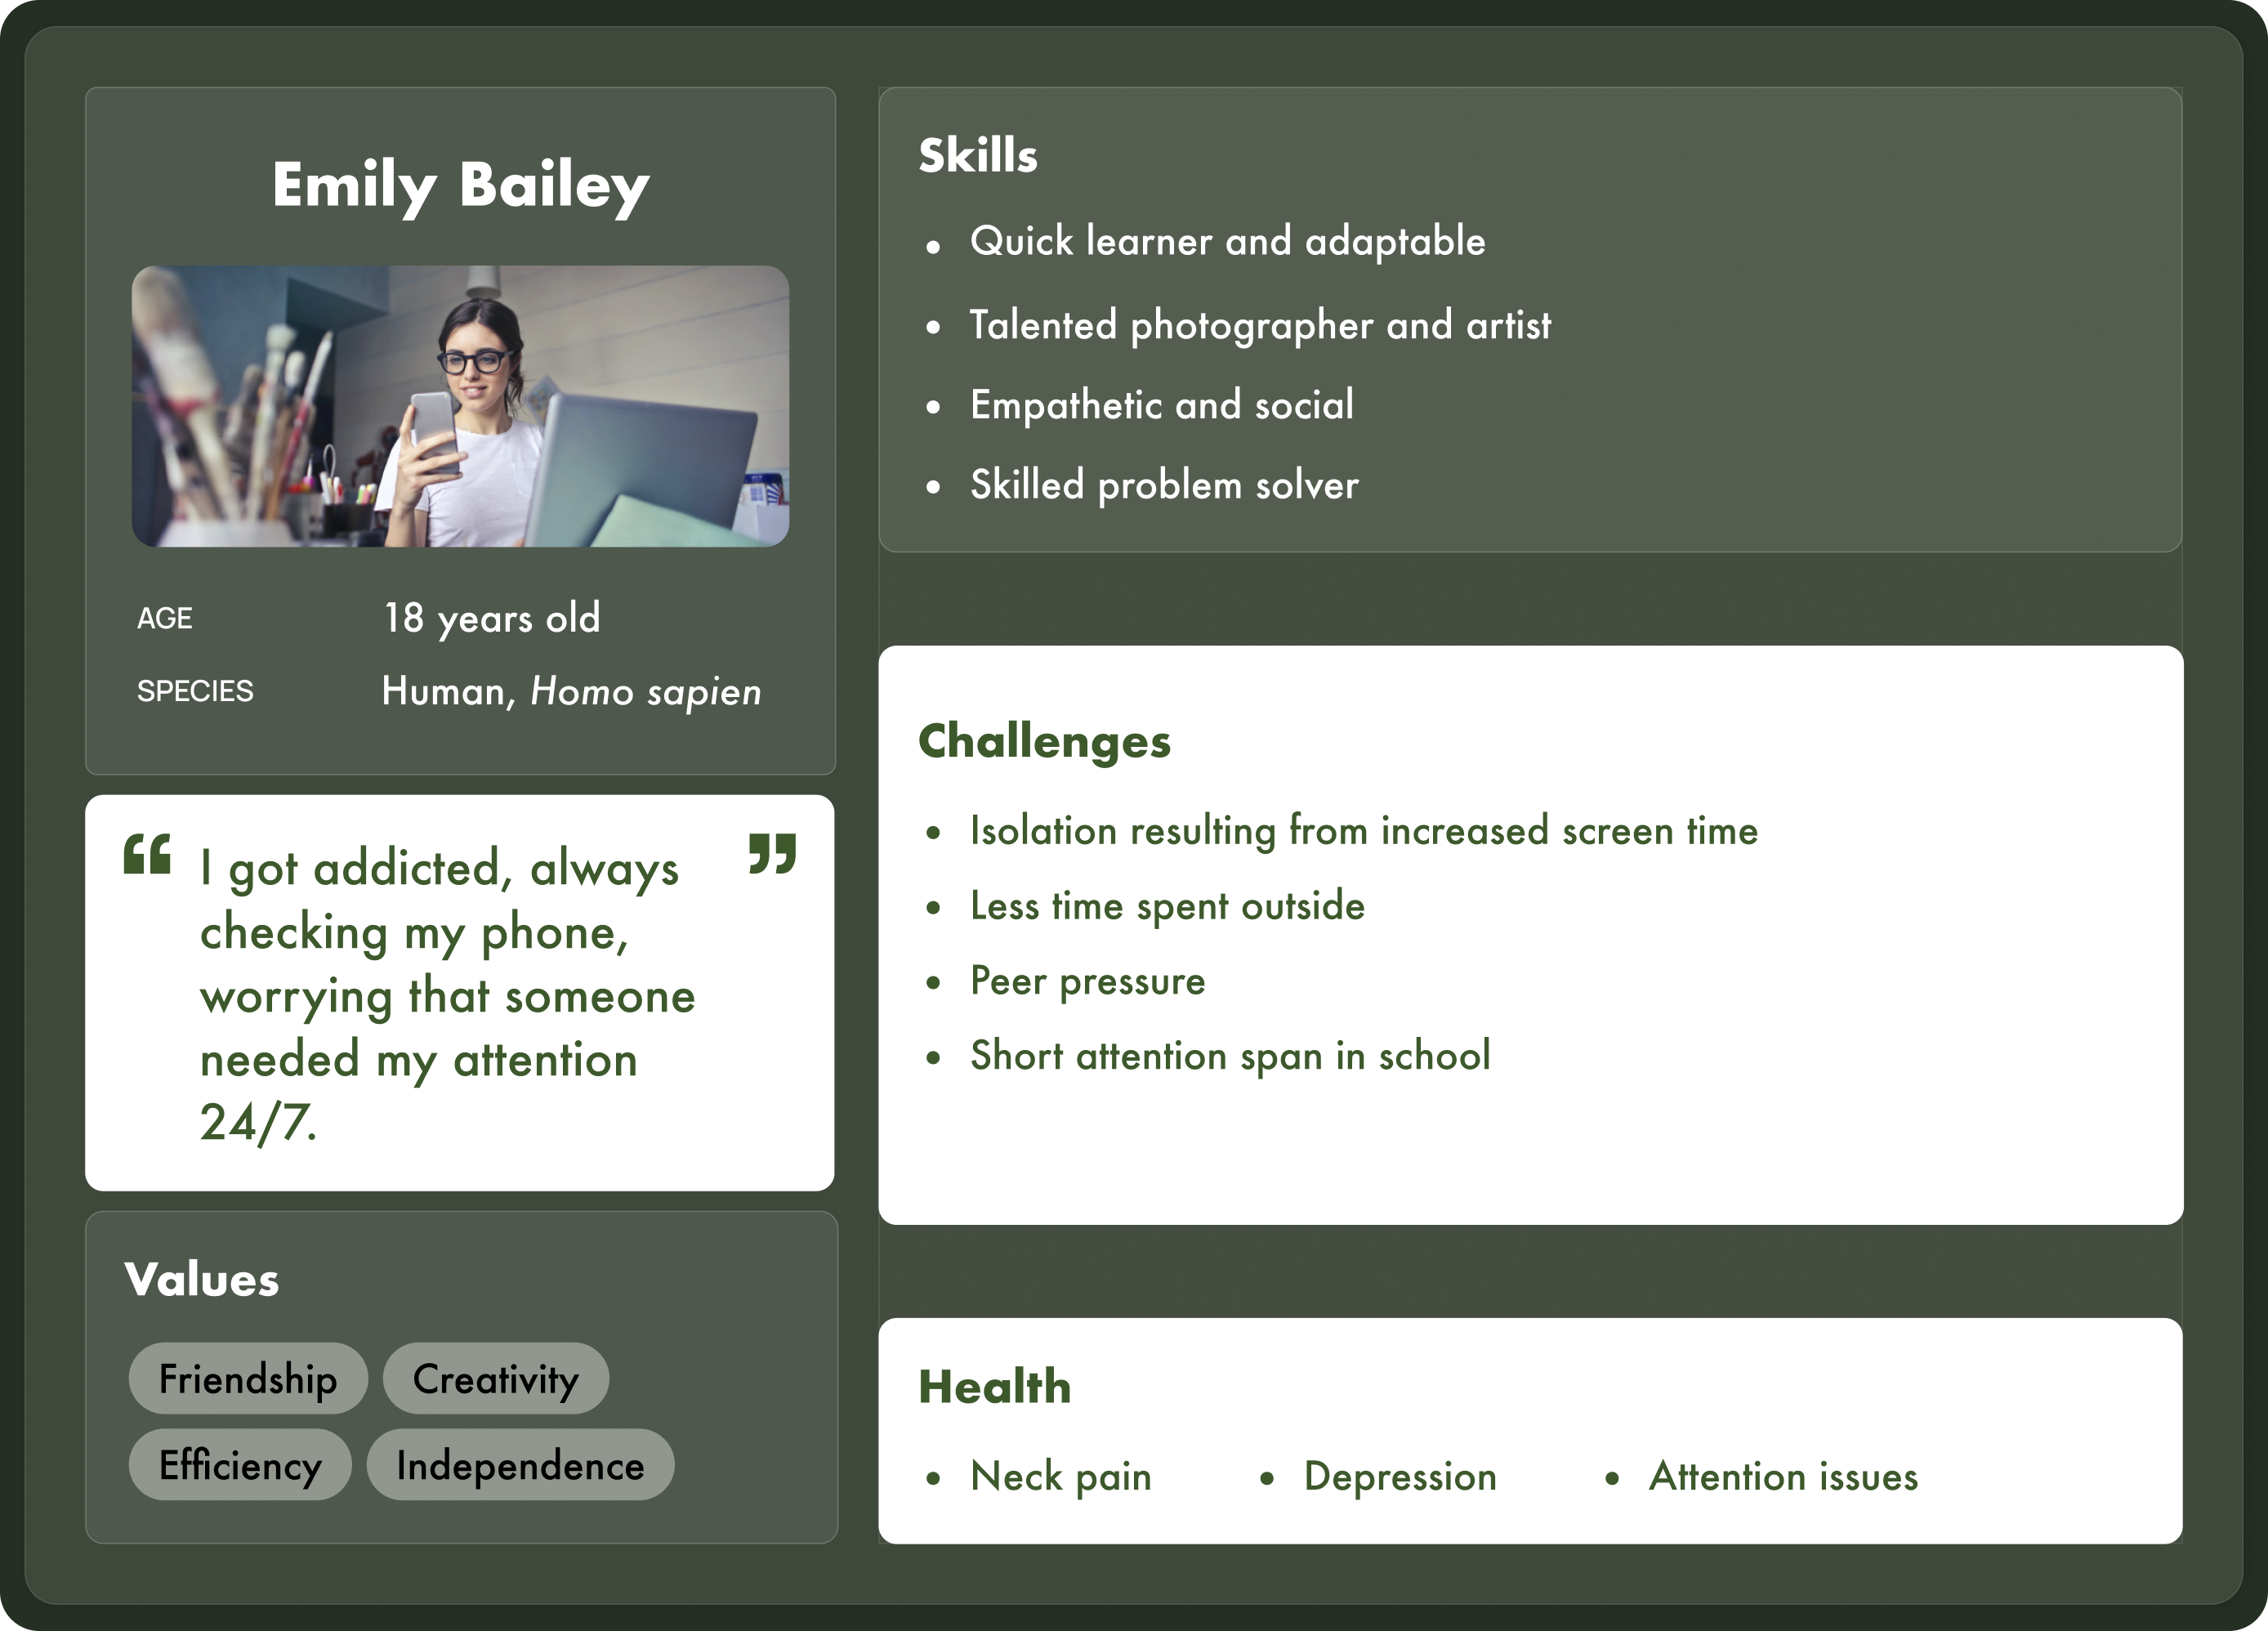 Emily Bailey
AGE 18 years old
SPECIES Human, Homo sapien
“ I got addicted, always ”
checking my phone,
worrying that someone
needed my attention
24/7.
Values
Friendship Creativity
Efficiency Independence
Skills
• Quick learner and adaptable
• Talented photographer and artist
• Empathetic and social
• Skilled problem solver
Challenges
• Isolation resulting from increased screen time
• Less time spent outside
• Peer pressure
• Short attention span in school
Health
• Neck pain • Depression • Attention issues